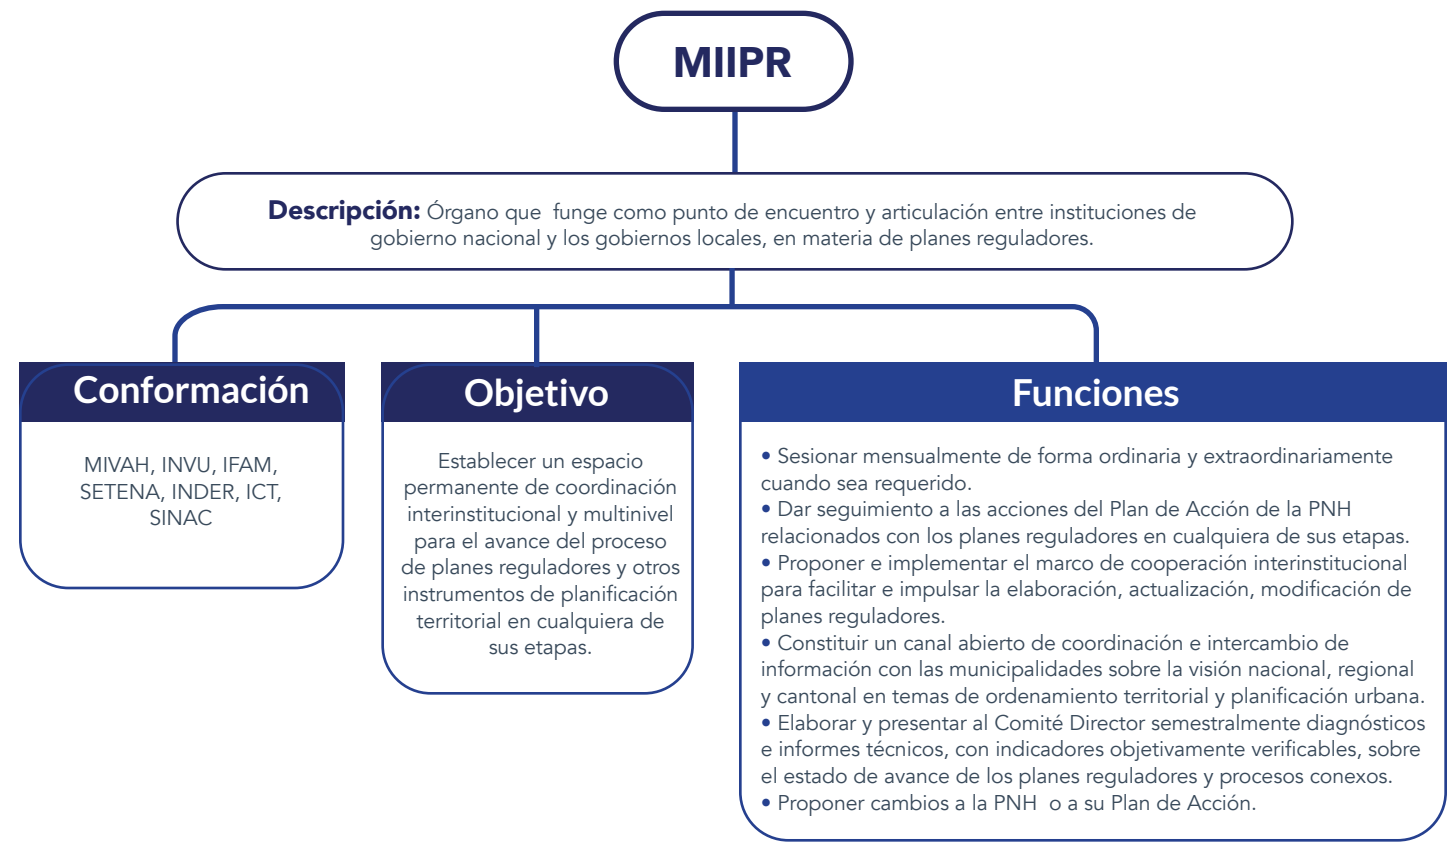 MIIPR
Descripción: Órgano que funge como punto de encuentro y articulación entre instituciones de
gobierno nacional y los gobiernos locales, en materia de planes reguladores.
Conformación
MIVAH, INVU, IFAM,
SETENA, INDER, ICT,
SINAC
Objetivo
Establecer un espacio
permanente de coordinación
interinstitucional y multinivel
para el avance del proceso
de planes reguladores y otros
instrumentos de planificación
territorial en cualquiera de
sus etapas.
Funciones
• Sesionar mensualmente de forma ordinaria y extraordinariamente
cuando sea requerido.
• Dar seguimiento a las acciones del Plan de Acción de la PNH
relacionados con los planes reguladores en cualquiera de sus etapas.
• Proponer e implementar el marco de cooperación interinstitucional
para facilitar e impulsar la elaboración, actualización, modificación de
planes reguladores.
• Constituir un canal abierto de coordinación e intercambio de
información con las municipalidades sobre la visión nacional, regional
y cantonal en temas de ordenamiento territorial y planificación urbana.
• Elaborar y presentar al Comité Director semestralmente diagnósticos
e informes técnicos, con indicadores objetivamente verificables, sobre
el estado de avance de los planes reguladores y procesos conexos.
• Proponer cambios a la PNH o a su Plan de Acción.